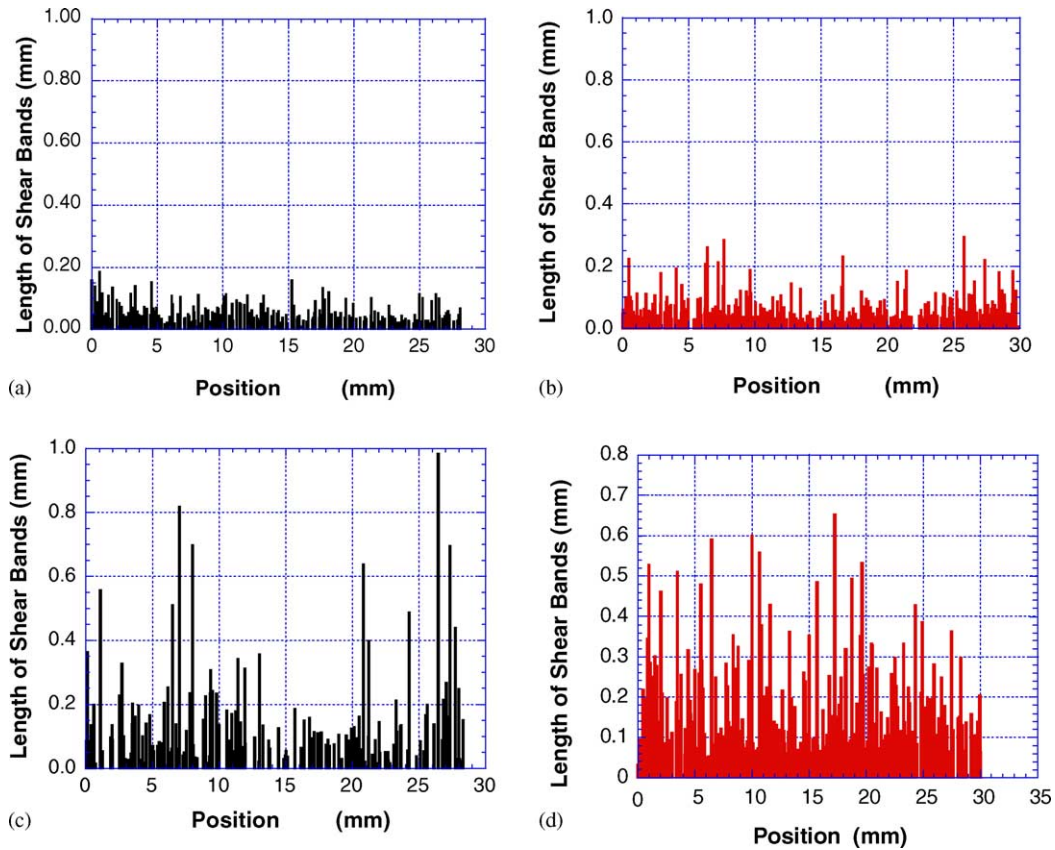 1.00
0.80
0.60
0.40
0.20
0.00
Length of Shear Bands (mm)
0 5 10 15 20 25 30
(a)
Position (mm)
1.0
0.8
0.6
0.4
0.2
0.0
Length of Shear Bands (mm)
0 5 10 15 20 25 30
(b)
Position (mm)
1.0
0.8
0.6
0.4
0.2
0.0
Length of Shear Bands (mm)
0 5 10 15 20 25 30
(c)
Position (mm)
0.8
0.7
0.6
0.5
0.4
0.3
0.2
0.1
0
Length of Shear Bands (mm)
0 5 10 15 20 25 30 35
(d)
Position (mm)